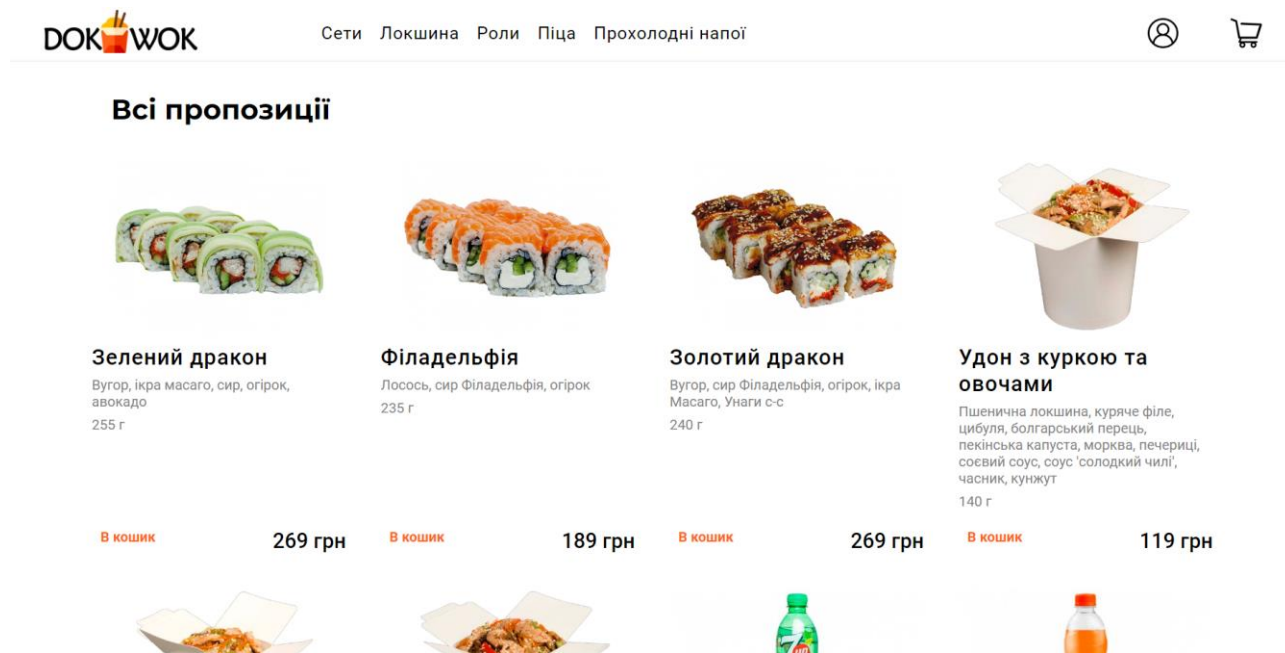 DOK WOK
Сети Локшина Роли Піца Прохолодні напої
Всі пропозиції
Зелений дракон
Вугор, ікра масаго, сир, огірок,
авокадо
255 г
В кошик
269 грн
Філадельфія
Лосось, сир Філадельфія, огірок
235 г
В кошик
189 грн
Золотий дракон
Вугор, сир Філадельфія, огірок, ікра
Масаго, Унаги с-с
240 г
В кошик
269 грн
Удон з куркою та
овочами
Пшенична локшина, куряче філе,
цибуля, болгарський перець,
пекінська капуста, морква, печериці,
соєвий соус, соус 'солодкий чилі',
часник, кунжут
140 г
В кошик
119 грн
7